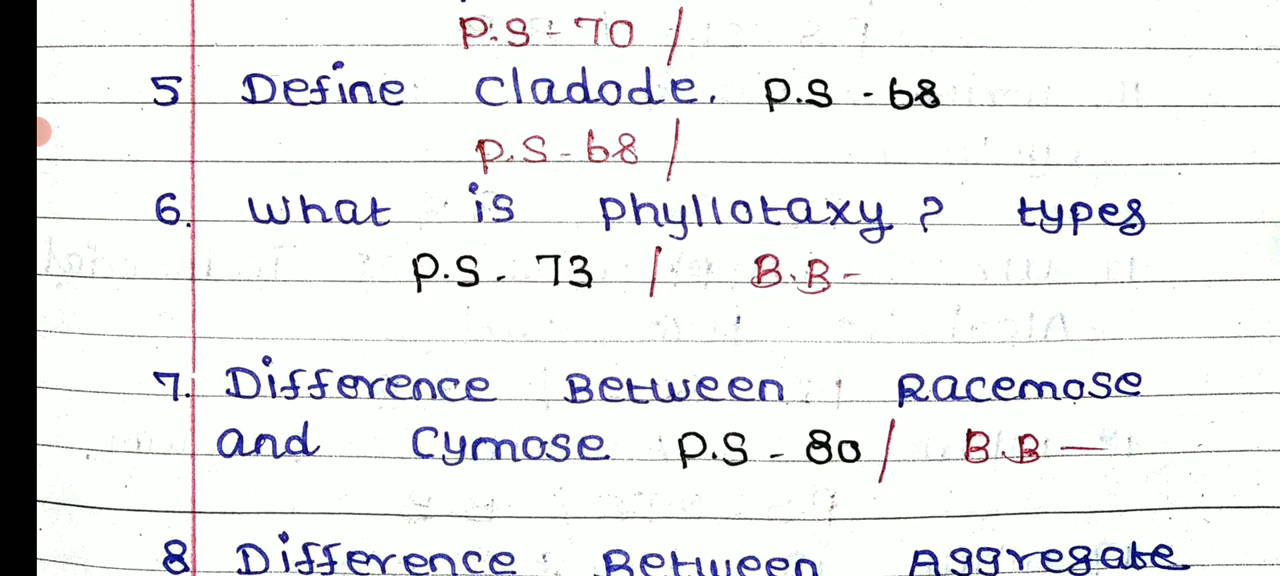 P.S - 70 /
5 Define cladode. P.S - 68
P.S - 68 /
6. What is phyllotaxy? types
P.S - 73 / B.B -
7. Difference Between Racemose
and Cymose P.S - 80 / B.B —
8 Difference Between Aggregate